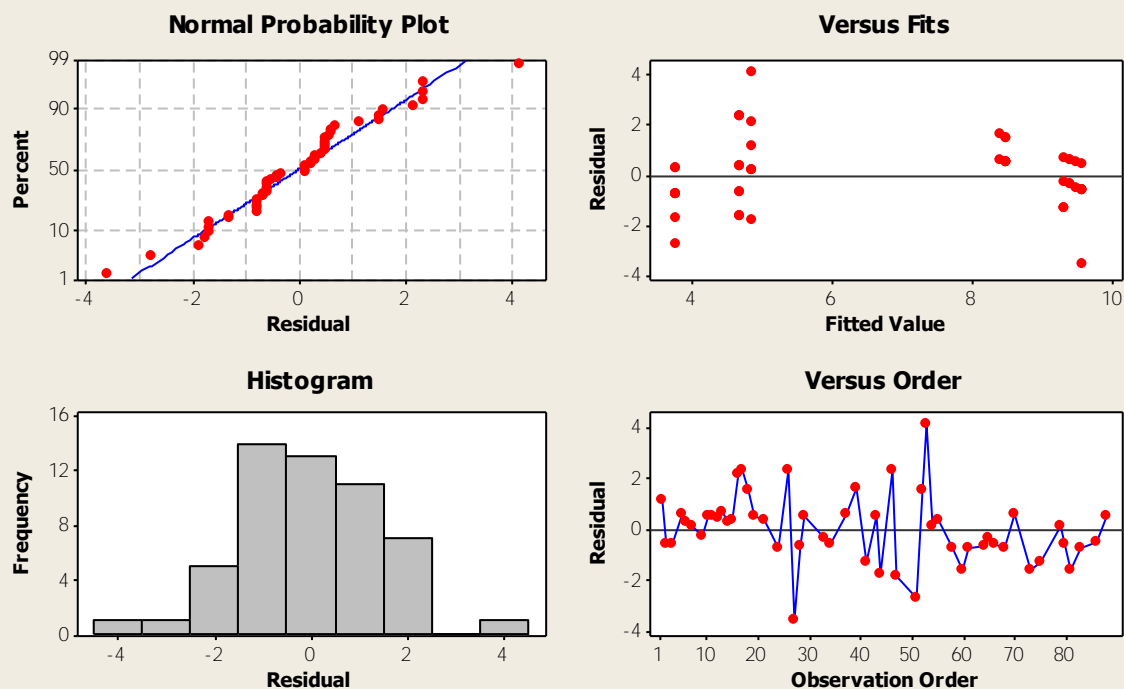 Normal Probability Plot
99
90
50
10
1
Percent
-4 -2 0 2 4
Residual
Versus Fits
4
2
0
-2
-4
Residual
4 6 8 10
Fitted Value
Histogram
16
12
8
4
0
Frequency
-4 -2 0 2 4
Residual
Versus Order
4
2
0
-2
-4
Residual
1 10 20 30 40 50 60 70 80
Observation Order